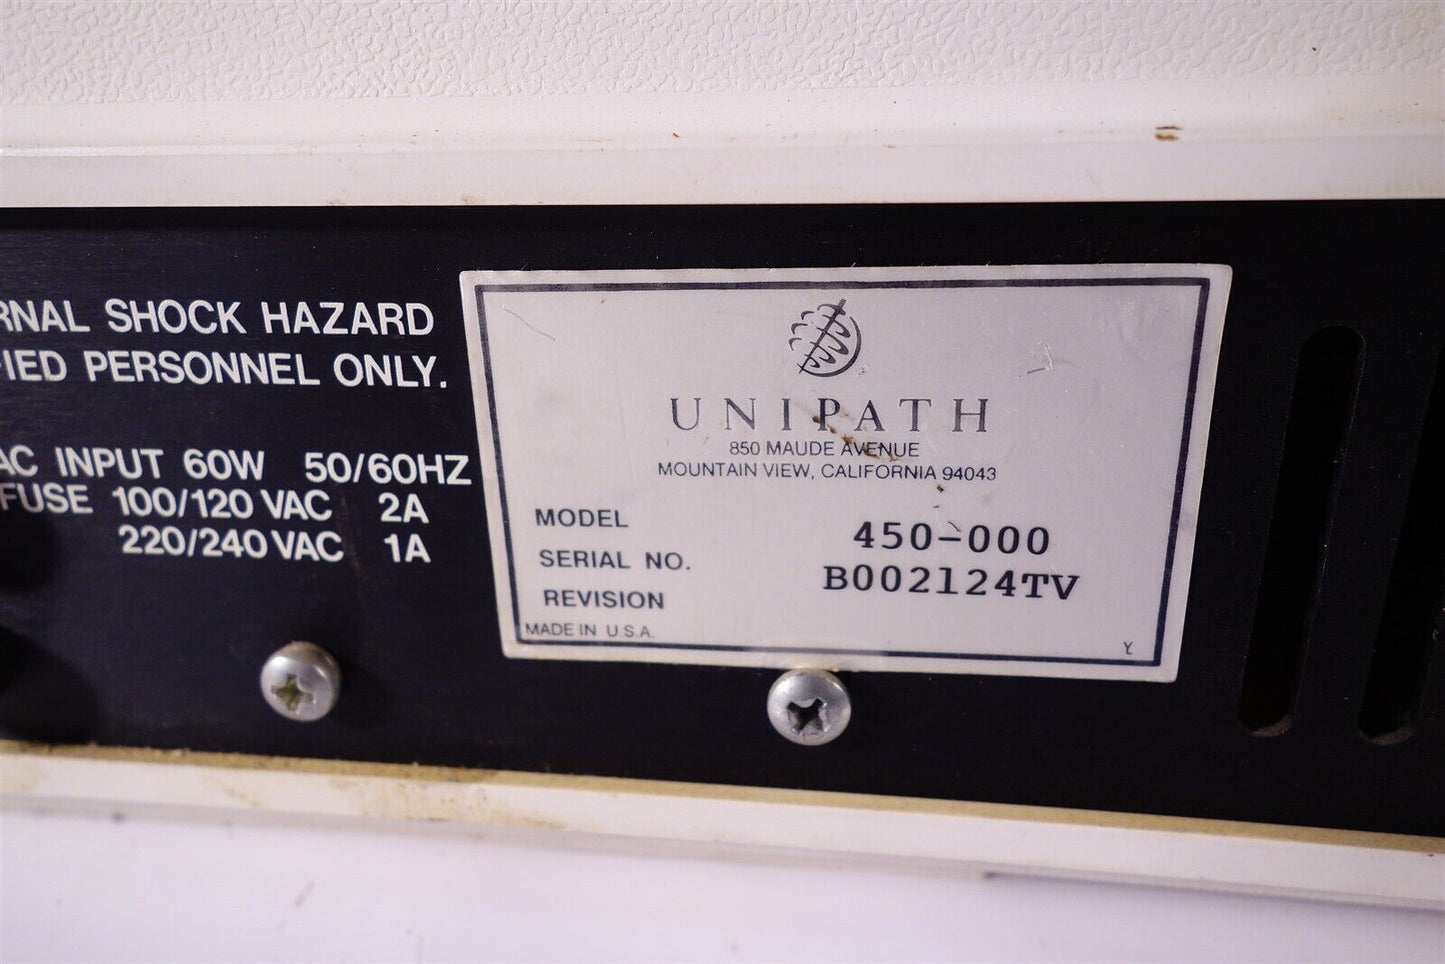 RNAL SHOCK HAZARD
FIED PERSONNEL ONLY.
AC INPUT 60W 50/60HZ
FUSE 100/120 VAC 2A
220/240 VAC 1A
UNIPATH
850 MAUDE AVENUE
MOUNTAIN VIEW, CALIFORNIA 94043
MODEL 450-000
SERIAL NO. B002124TV
REVISION
MADE IN U.S.A.
Y